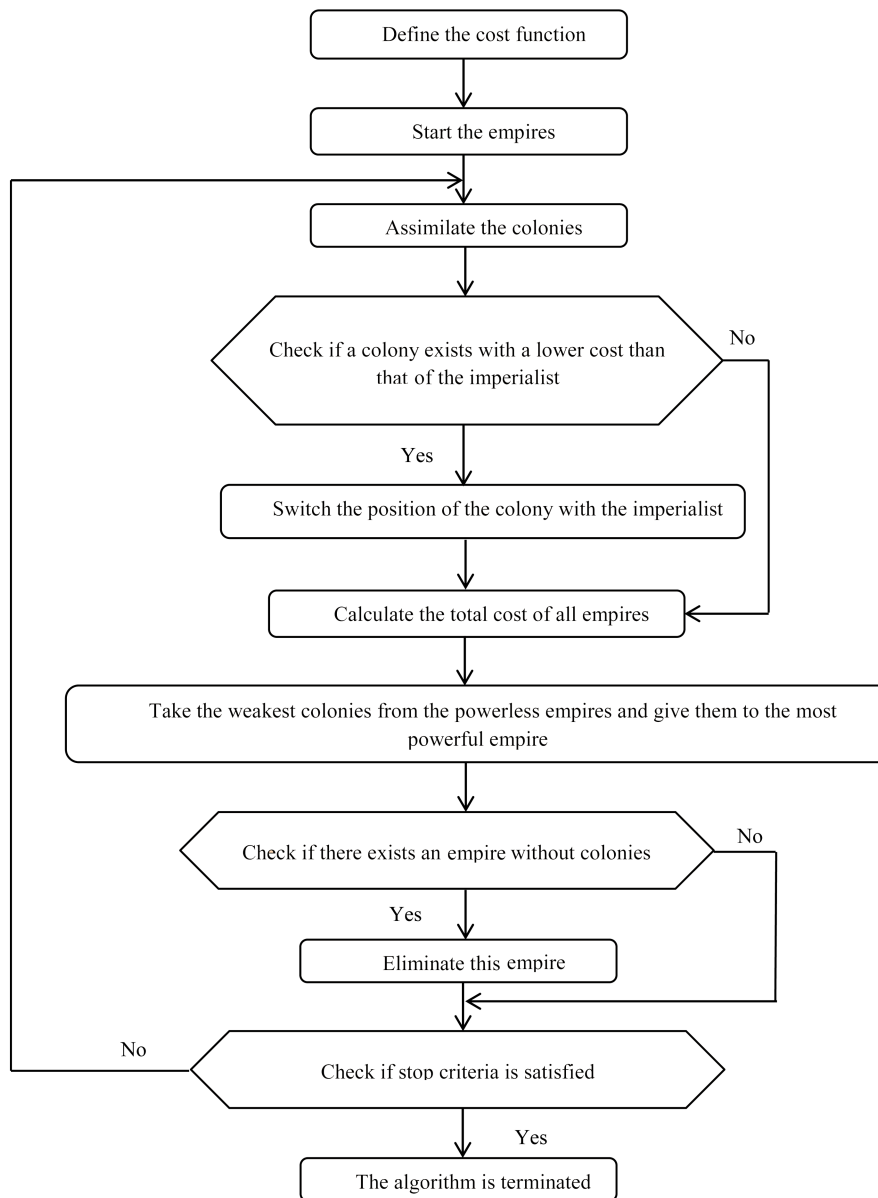 Define the cost function
Start the empires
Assimilate the colonies
Check if a colony exists with a lower cost than
that of the imperialist
No
Yes
Switch the position of the colony with the imperialist
Calculate the total cost of all empires
Take the weakest colonies from the powerless empires and give them to the most
powerful empire
Check if there exists an empire without colonies
No
Yes
Eliminate this empire
No
Check if stop criteria is satisfied
Yes
The algorithm is terminated